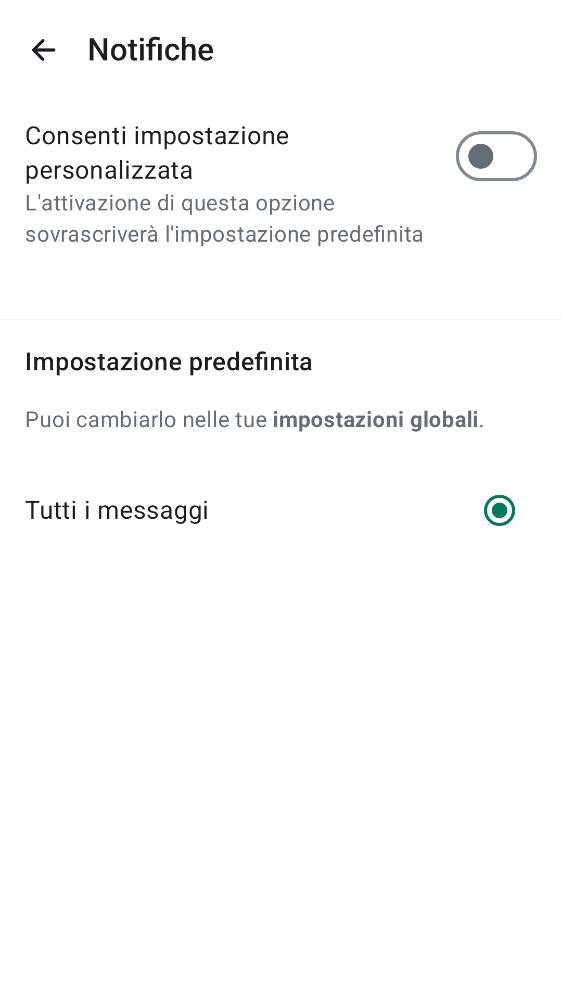 Notifiche
Consenti impostazione
personalizzata
L'attivazione di questa opzione
sovrascriverà l'impostazione predefinita
Impostazione predefinita
Puoi cambiarlo nelle tue impostazioni globali.
Tutti i messaggi